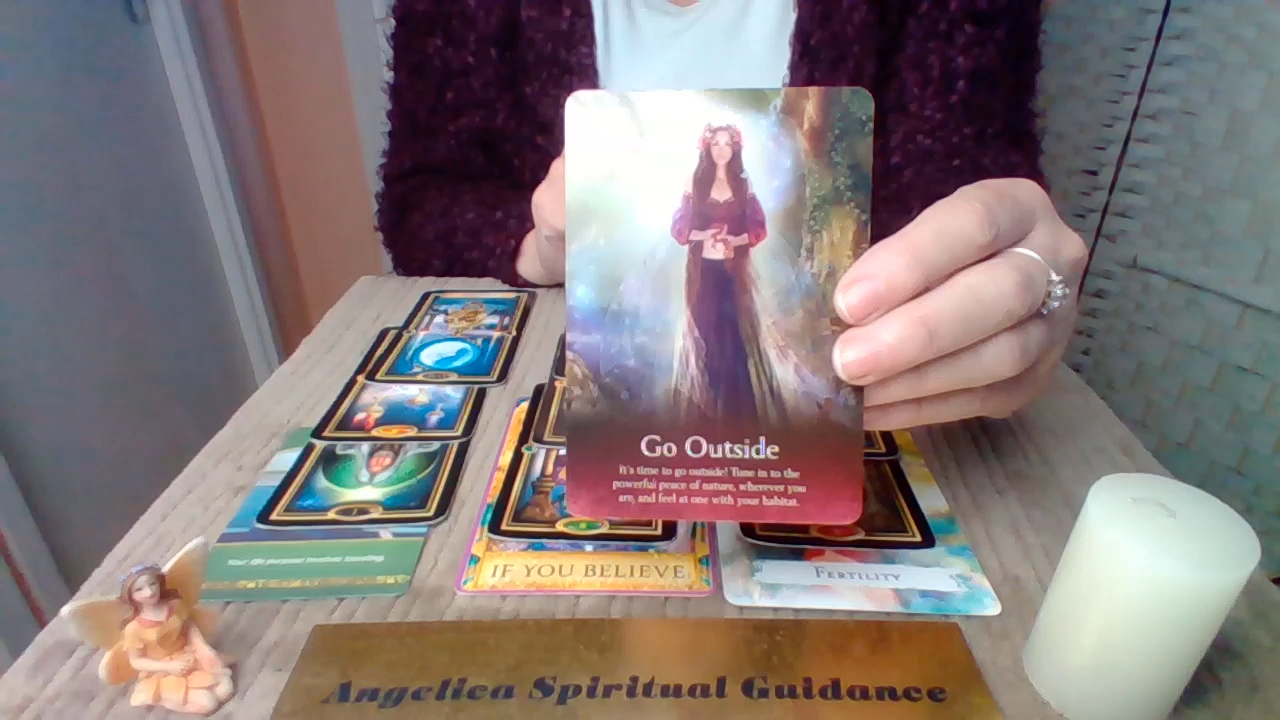 Go Outside
It's time to go outside! Tune in to the
powerful peace of nature, wherever you
are, and feel at one with your habitat.
Your life purpose involves
IF YOU BELIEVE
FERTILITY
Angelica Spiritual Guidance